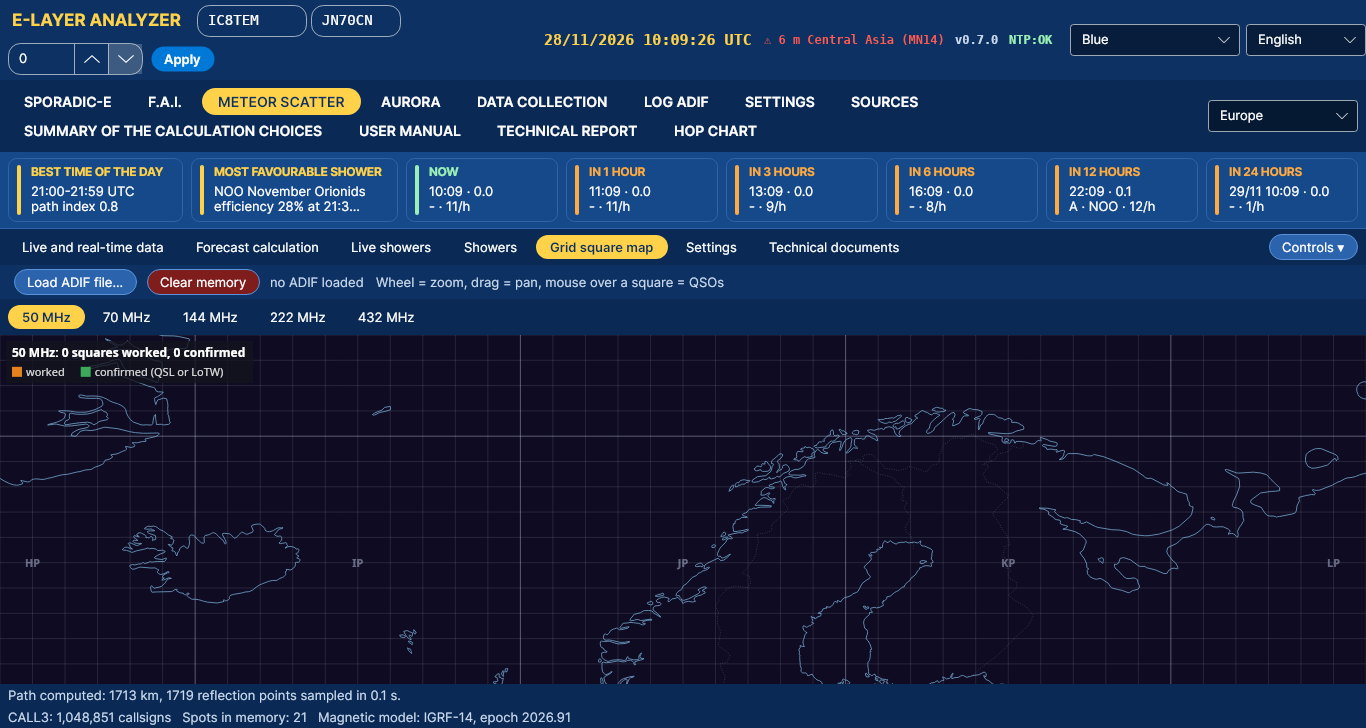 E-LAYER ANALYZER IC8TEM JN70CN
28/11/2026 10:09:26 UTC ⚠ 6 m Central Asia (MN14) v0.7.0 NTP:OK Blue English
0 Apply
SPORADIC-E F.A.I. METEOR SCATTER AURORA DATA COLLECTION LOG ADIF SETTINGS SOURCES
SUMMARY OF THE CALCULATION CHOICES USER MANUAL TECHNICAL REPORT HOP CHART
Europe
BEST TIME OF THE DAY
21:00-21:59 UTC
path index 0.8
MOST FAVOURABLE SHOWER
NOO November Orionids
efficiency 28% at 21:3...
NOW
10:09 · 0.0
- · 11/h
IN 1 HOUR
11:09 · 0.0
- · 11/h
IN 3 HOURS
13:09 · 0.0
- · 9/h
IN 6 HOURS
16:09 · 0.0
- · 8/h
IN 12 HOURS
22:09 · 0.1
A · NOO · 12/h
IN 24 HOURS
29/11 10:09 · 0.0
- · 1/h
Live and real-time data Forecast calculation Live showers Showers Grid square map Settings Technical documents Controls ▾
Load ADIF file... Clear memory no ADIF loaded Wheel = zoom, drag = pan, mouse over a square = QSOs
50 MHz 70 MHz 144 MHz 222 MHz 432 MHz
50 MHz: 0 squares worked, 0 confirmed
worked confirmed (QSL or LoTW)
HP IP JP KP LP
Path computed: 1713 km, 1719 reflection points sampled in 0.1 s.
CALL3: 1,048,851 callsigns Spots in memory: 21 Magnetic model: IGRF-14, epoch 2026.91